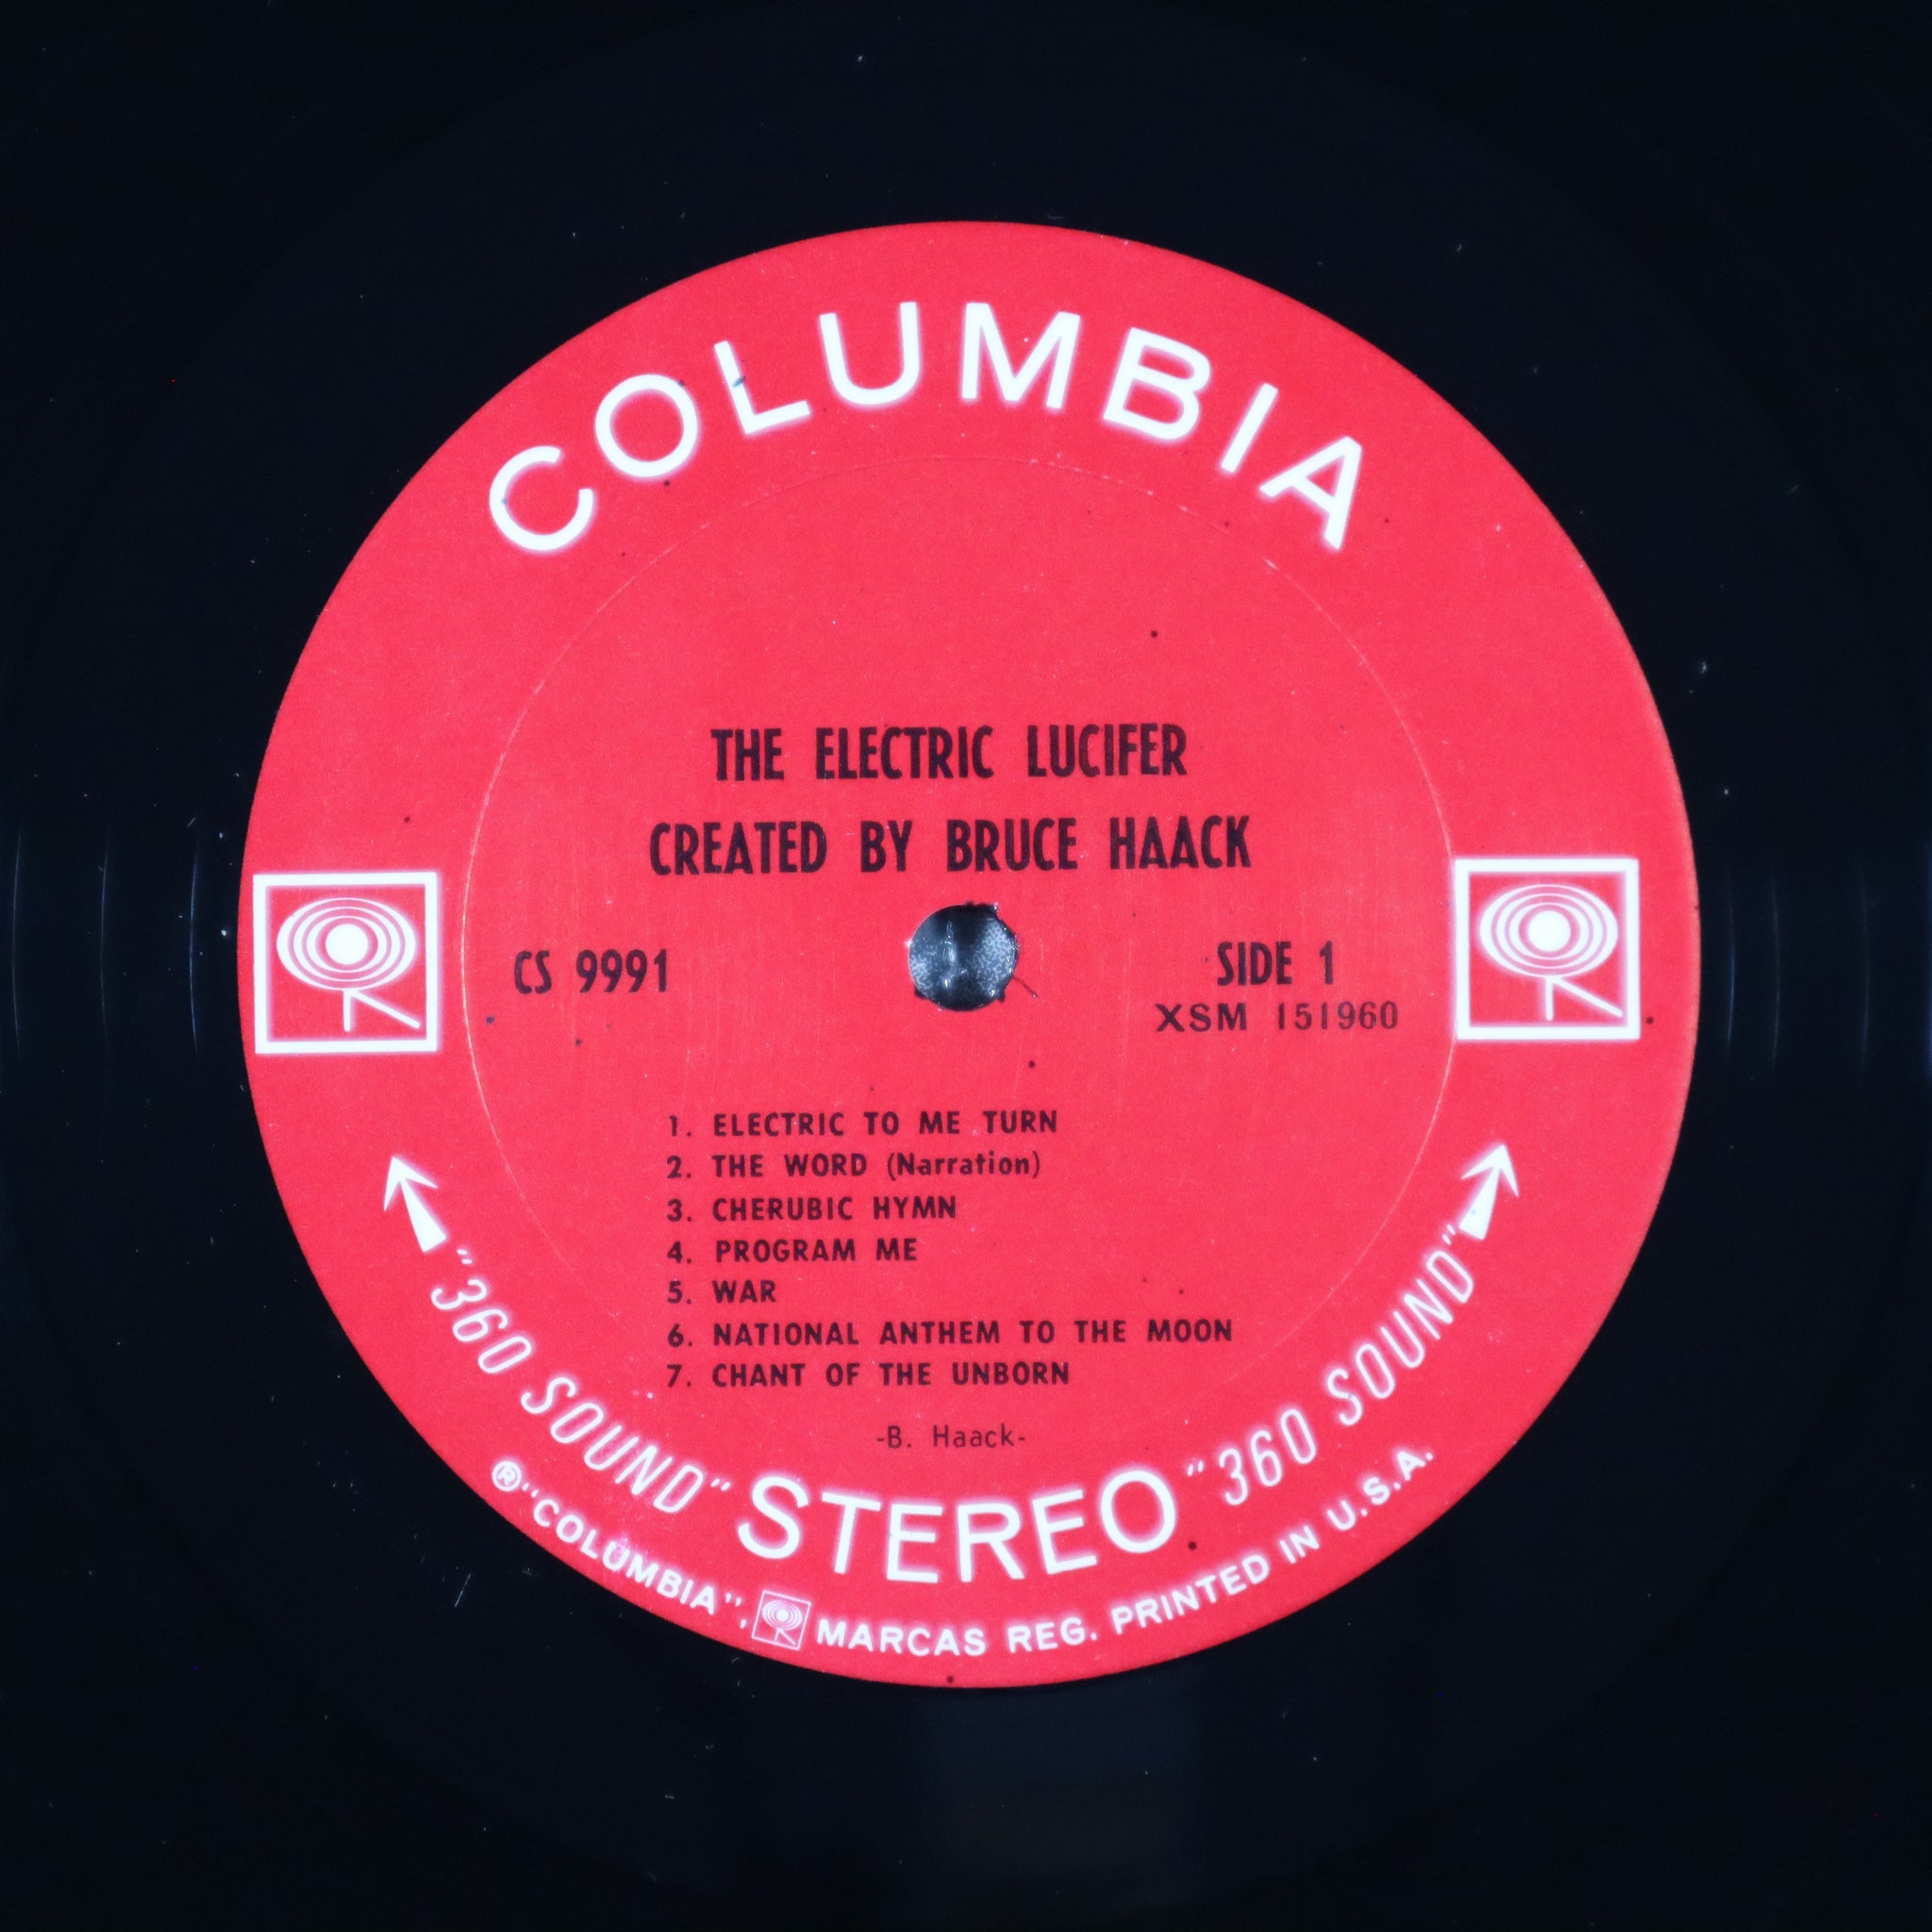 COLUMBIA
THE ELECTRIC LUCIFER
CREATED BY BRUCE HAACK
CS 9991
SIDE 1
XSM 151960
1. ELECTRIC TO ME TURN
2. THE WORD (Narration)
3. CHERUBIC HYMN
4. PROGRAM ME
5. WAR
6. NATIONAL ANTHEM TO THE MOON
7. CHANT OF THE UNBORN
-B. Haack-
"360 SOUND" STEREO "360 SOUND"
®"COLUMBIA", MARCAS REG. PRINTED IN U.S.A.